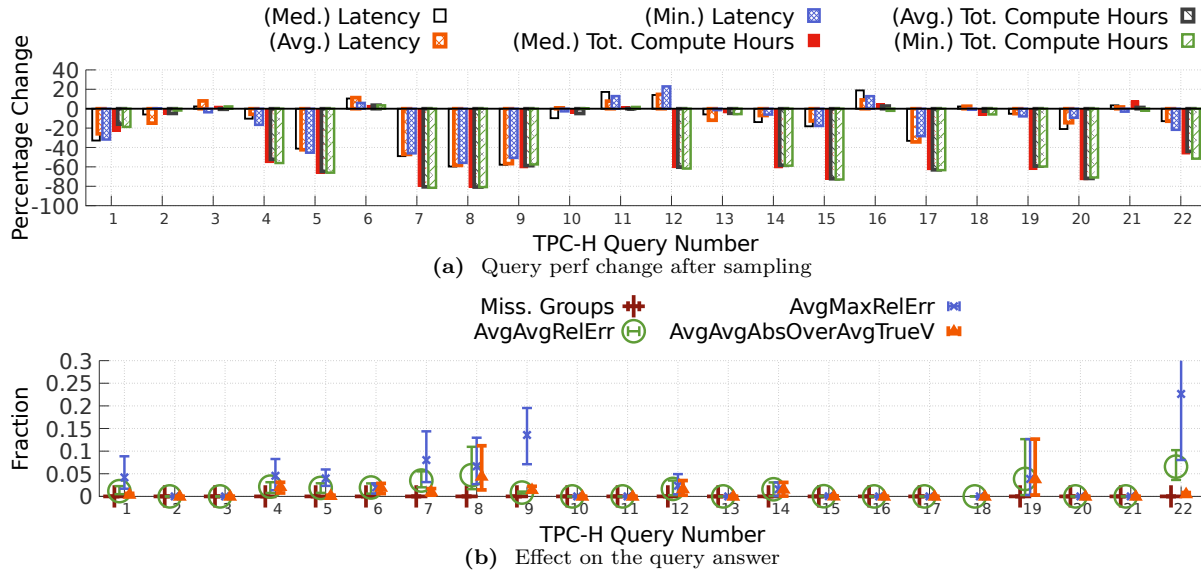 (Med.) Latency (Min.) Latency (Avg.) Tot. Compute Hours
(Avg.) Latency (Med.) Tot. Compute Hours (Min.) Tot. Compute Hours
Percentage Change
40
20
0
-20
-40
-60
-80
-100
1 2 3 4 5 6 7 8 9 10 11 12 13 14 15 16 17 18 19 20 21 22
TPC-H Query Number
(a) Query perf change after sampling
Miss. Groups AvgMaxRelErr
AvgAvgRelErr AvgAvgAbsOverAvgTrueV
Fraction
0.3
0.25
0.2
0.15
0.1
0.05
0
1 2 3 4 5 6 7 8 9 10 11 12 13 14 15 16 17 18 19 20 21 22
TPC-H Query Number
(b) Effect on the query answer